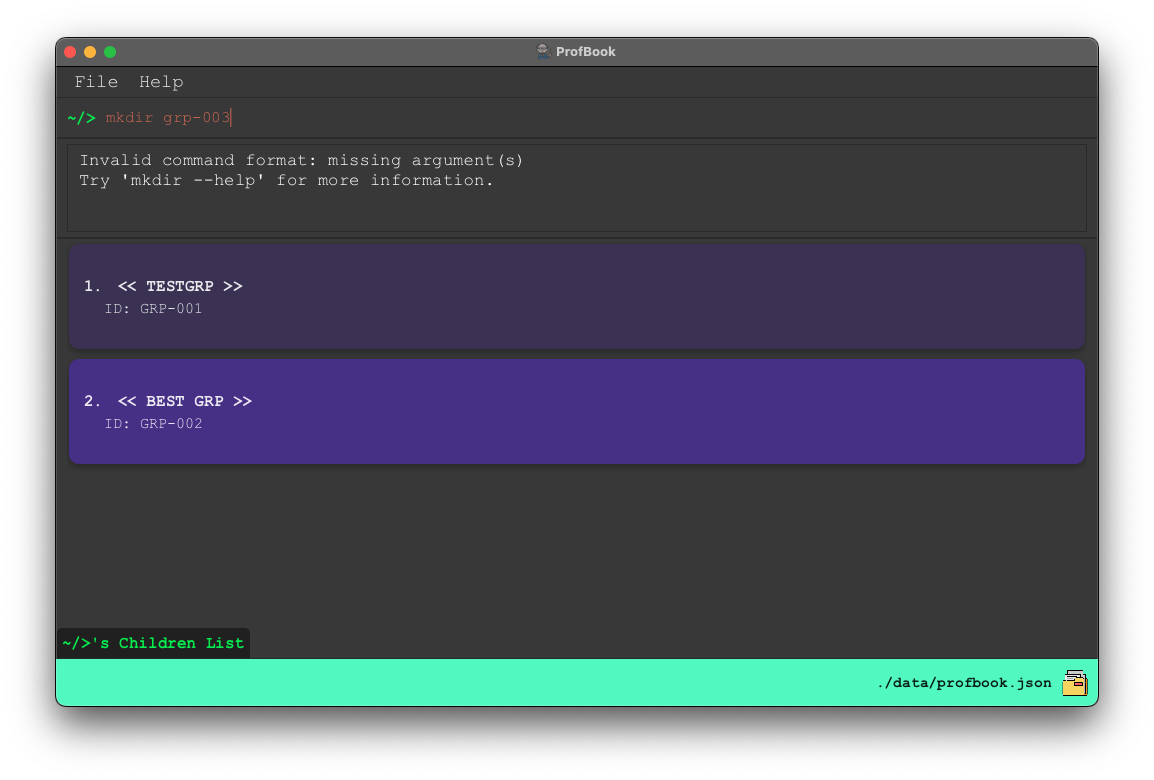 ProfBook
File Help
~/> mkdir grp-003
Invalid command format: missing argument(s)
Try 'mkdir --help' for more information.
1. << TESTGRP >>
ID: GRP-001
2. << BEST GRP >>
ID: GRP-002
~/>'s Children List
./data/profbook.json